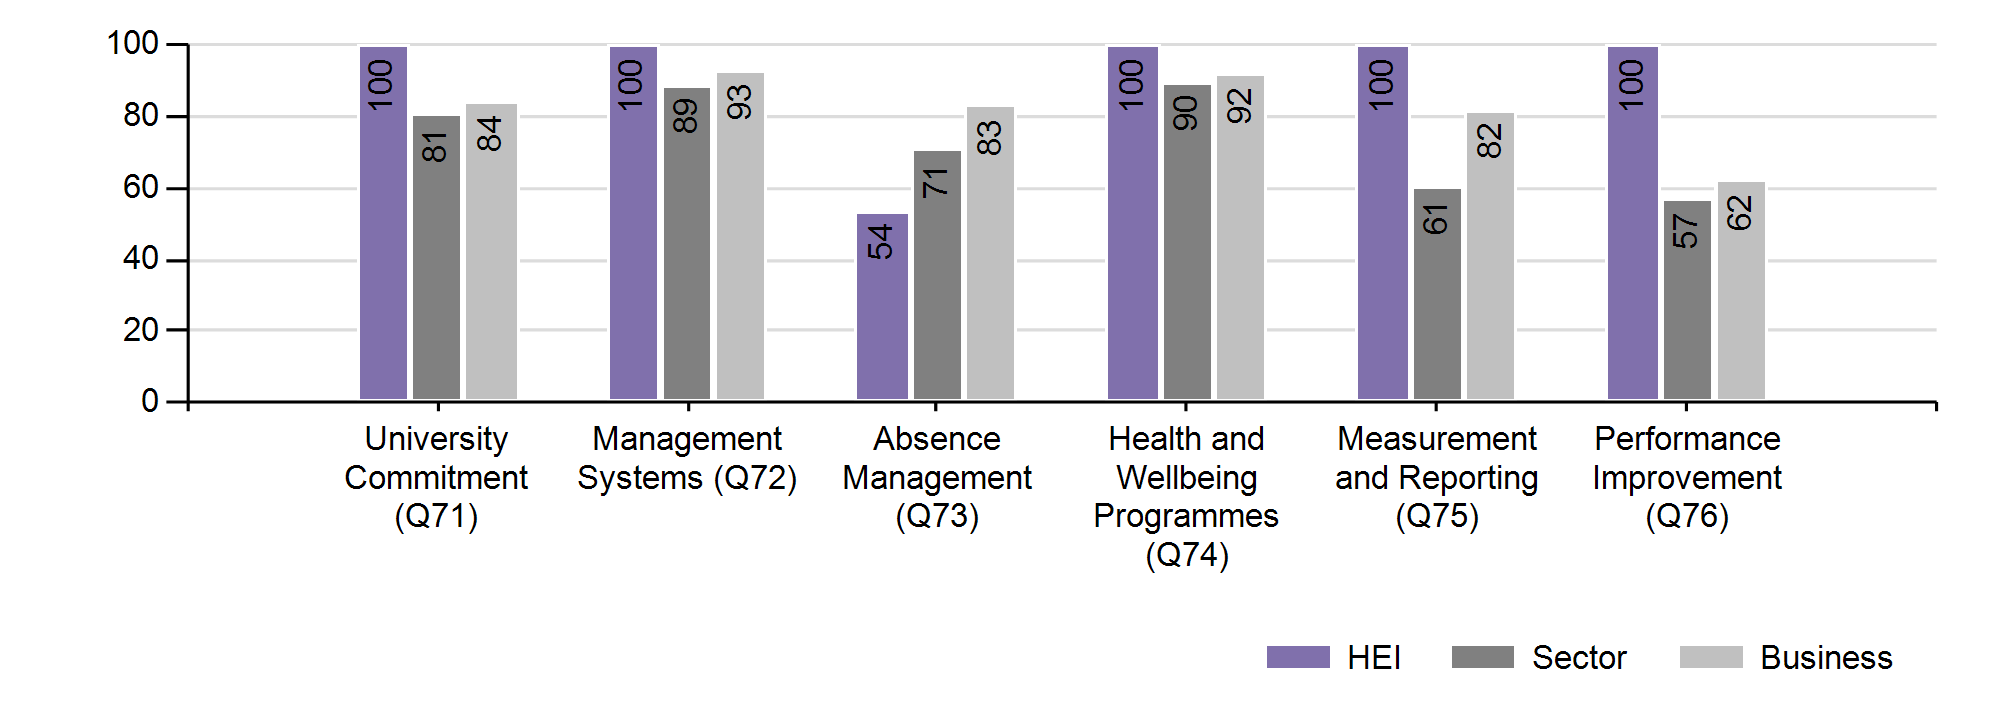 100
80
60
40
20
0
100
81
84
100
89
93
54
71
83
100
90
92
100
61
82
100
57
62
University
Commitment
(Q71)
Management
Systems (Q72)
Absence
Management
(Q73)
Health and
Wellbeing
Programmes
(Q74)
Measurement
and Reporting
(Q75)
Performance
Improvement
(Q76)
HEI
Sector
Business